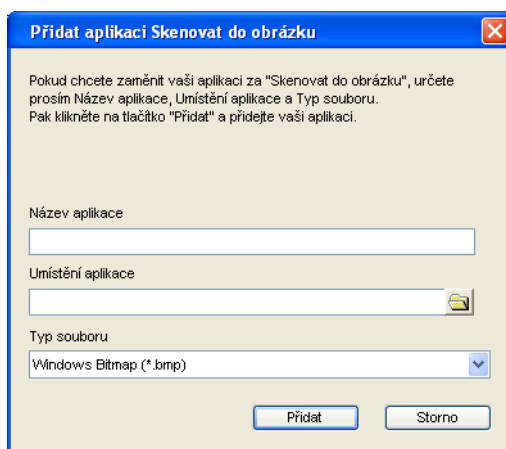 Přidat aplikaci Skenovat do obrázku
Pokud chcete zaměnit vaši aplikaci za "Skenovat do obrázku", určete
prosím Název aplikace, Umístění aplikace a Typ souboru.
Pak klikněte na tlačítko "Přidat" a přidejte vaši aplikaci.
Název aplikace
Umístění aplikace
Typ souboru
Windows Bitmap (*.bmp)
Přidat
Storno